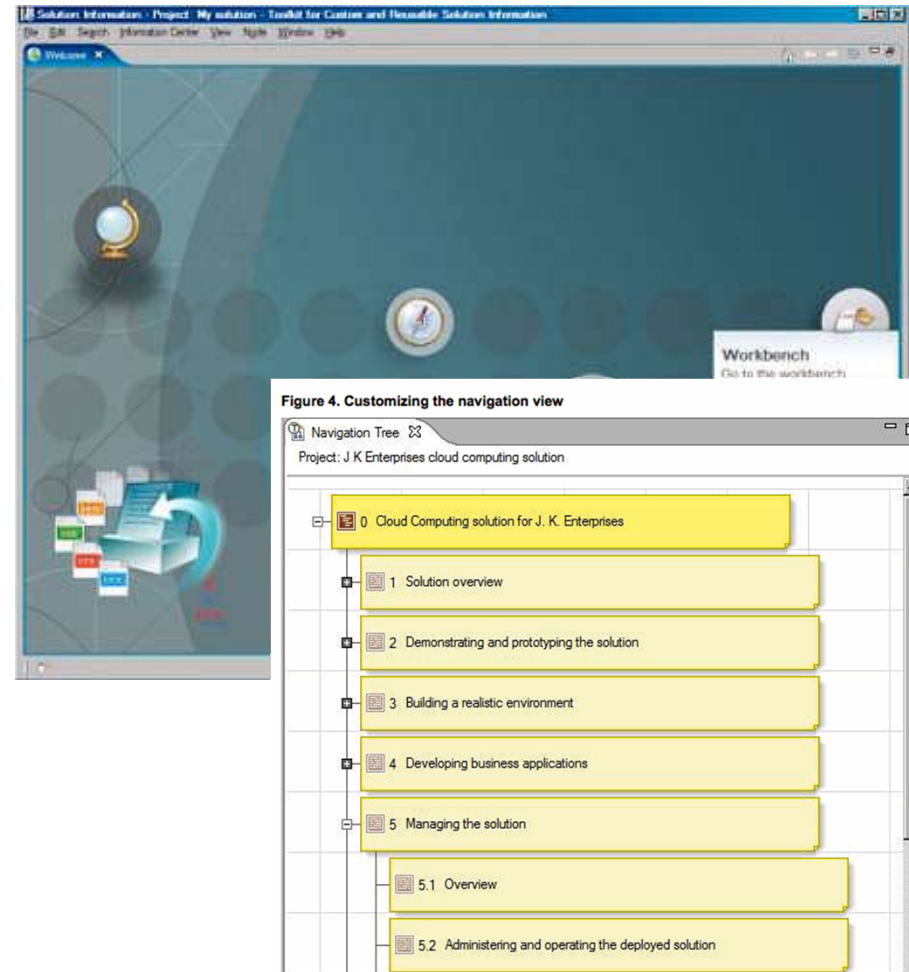 Solution Information - Project: My solution - Toolkit for Custom and Reusable Solution Information
File Edit Search Information Center View Note Window Help
Welcome
Workbench
Go to the workbench
Figure 4. Customizing the navigation view
Navigation Tree
Project: J K Enterprises cloud computing solution
0 Cloud Computing solution for J. K. Enterprises
1 Solution overview
2 Demonstrating and prototyping the solution
3 Building a realistic environment
4 Developing business applications
5 Managing the solution
5.1 Overview
5.2 Administering and operating the deployed solution